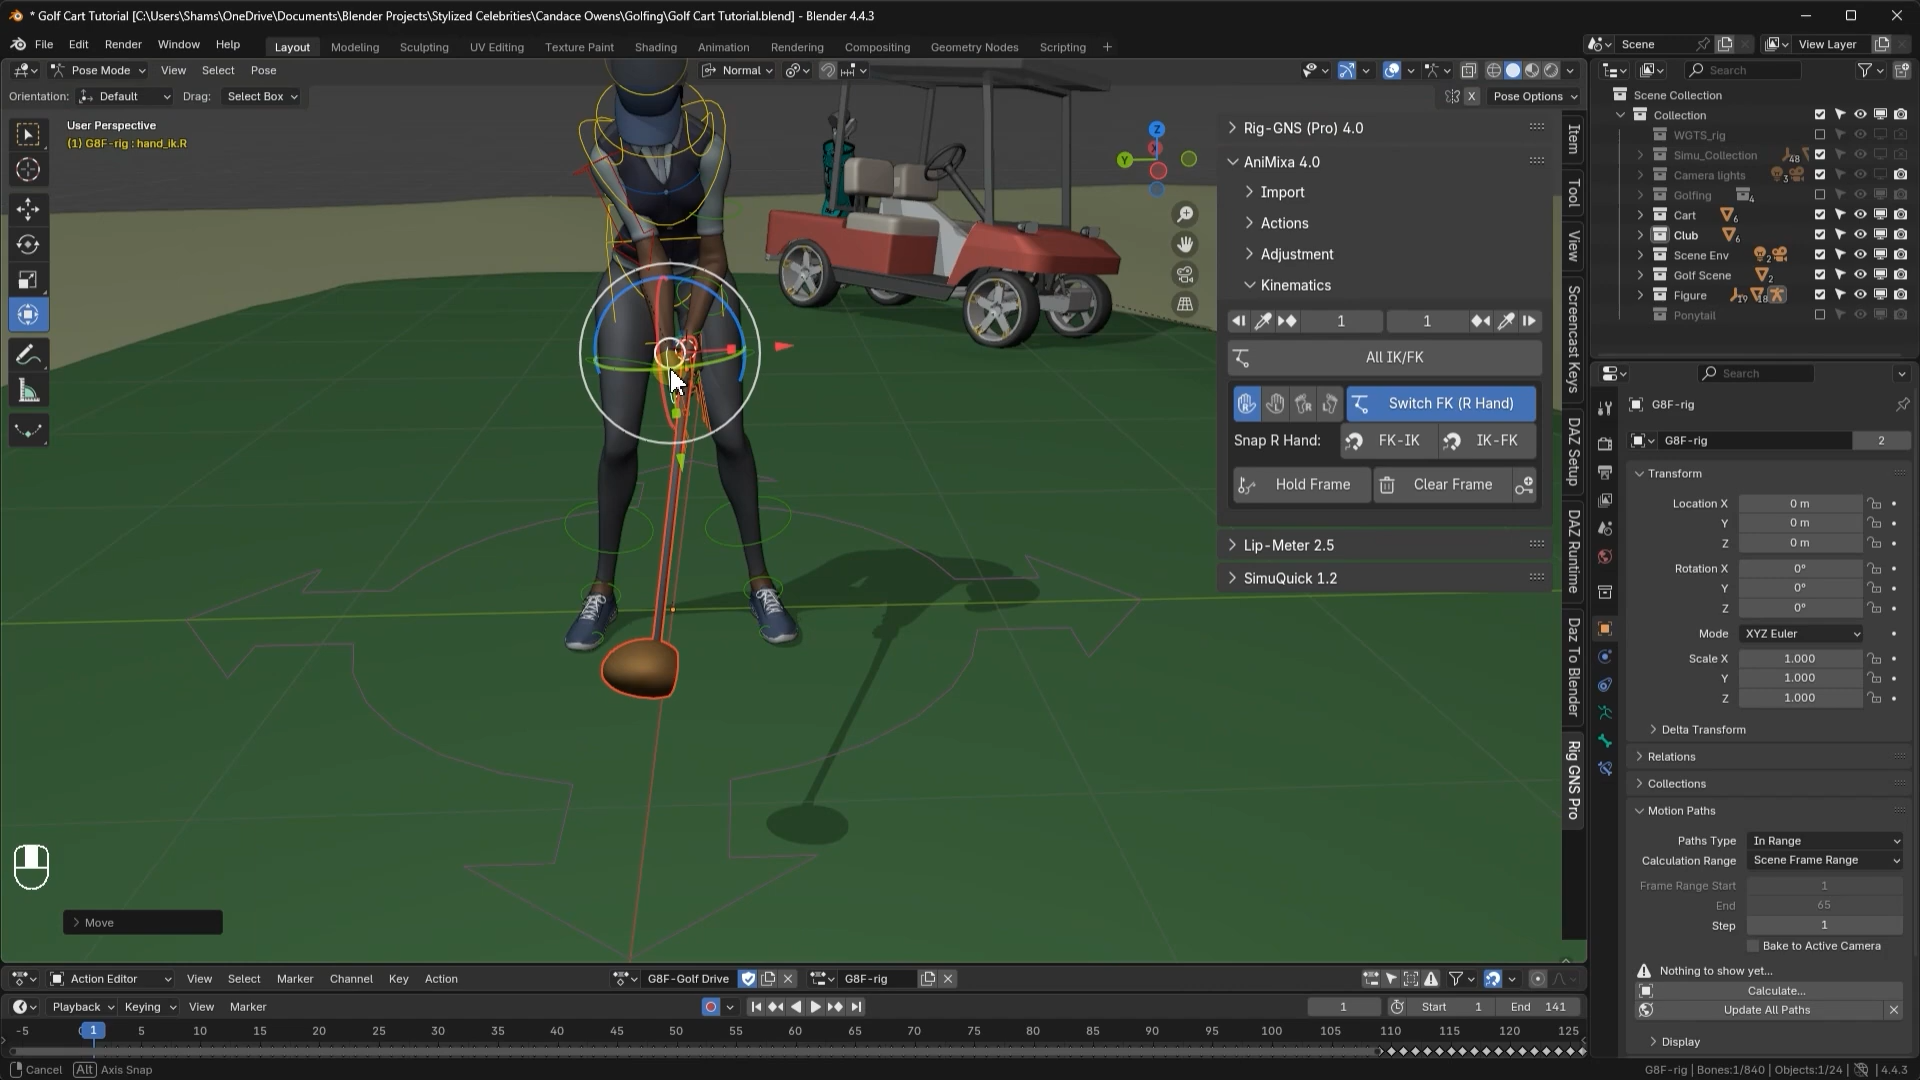 * Golf Cart Tutorial [C:\Users\Shams\OneDrive\Documents\Blender Projects\Stylized Celebrities\Candace Owens\Golfing\Golf Cart Tutorial.blend] - Blender 4.4.3
File Edit Render Window Help Layout Modeling Sculpting UV Editing Texture Paint Shading Animation Rendering Compositing Geometry Nodes Scripting + Scene View Layer
Pose Mode View Select Pose Normal Search
Orientation: Default Drag: Select Box X Pose Options
User Perspective
(1) G8F-rig : hand_ik.R
Z
X
Y
Rig-GNS (Pro) 4.0
AniMixa 4.0
Import
Actions
Adjustment
Kinematics
1 1
All IK/FK
Switch FK (R Hand)
Snap R Hand: FK-IK IK-FK
Hold Frame Clear Frame
Lip-Meter 2.5
SimuQuick 1.2
Item
Tool
View
Screencast Keys
DAZ Setup
DAZ Runtime
Daz To Blender
Rig GNS Pro
Scene Collection
Collection
WGTS_rig
Simu_Collection 48
Camera lights 3
Golfing 4
Cart 6
Club 6
Scene Env 2
Golf Scene 2
Figure 19 18
Ponytail
Search
G8F-rig
G8F-rig 2
Transform
Location X 0 m
Y 0 m
Z 0 m
Rotation X 0°
Y 0°
Z 0°
Mode XYZ Euler
Scale X 1.000
Y 1.000
Z 1.000
Delta Transform
Relations
Collections
Motion Paths
Paths Type In Range
Calculation Range Scene Frame Range
Frame Range Start 1
End 65
Step 1
Bake to Active Camera
Nothing to show yet...
Calculate...
Update All Paths
Display
Move
Action Editor View Select Marker Channel Key Action G8F-Golf Drive G8F-rig
Playback Keying View Marker 1 Start 1 End 141
-5 1 5 10 15 20 25 30 35 40 45 50 55 60 65 70 75 80 85 90 95 100 105 110 115 120 125
Cancel Alt Axis Snap G8F-rig | Bones:1/840 | Objects:1/24 | 4.4.3